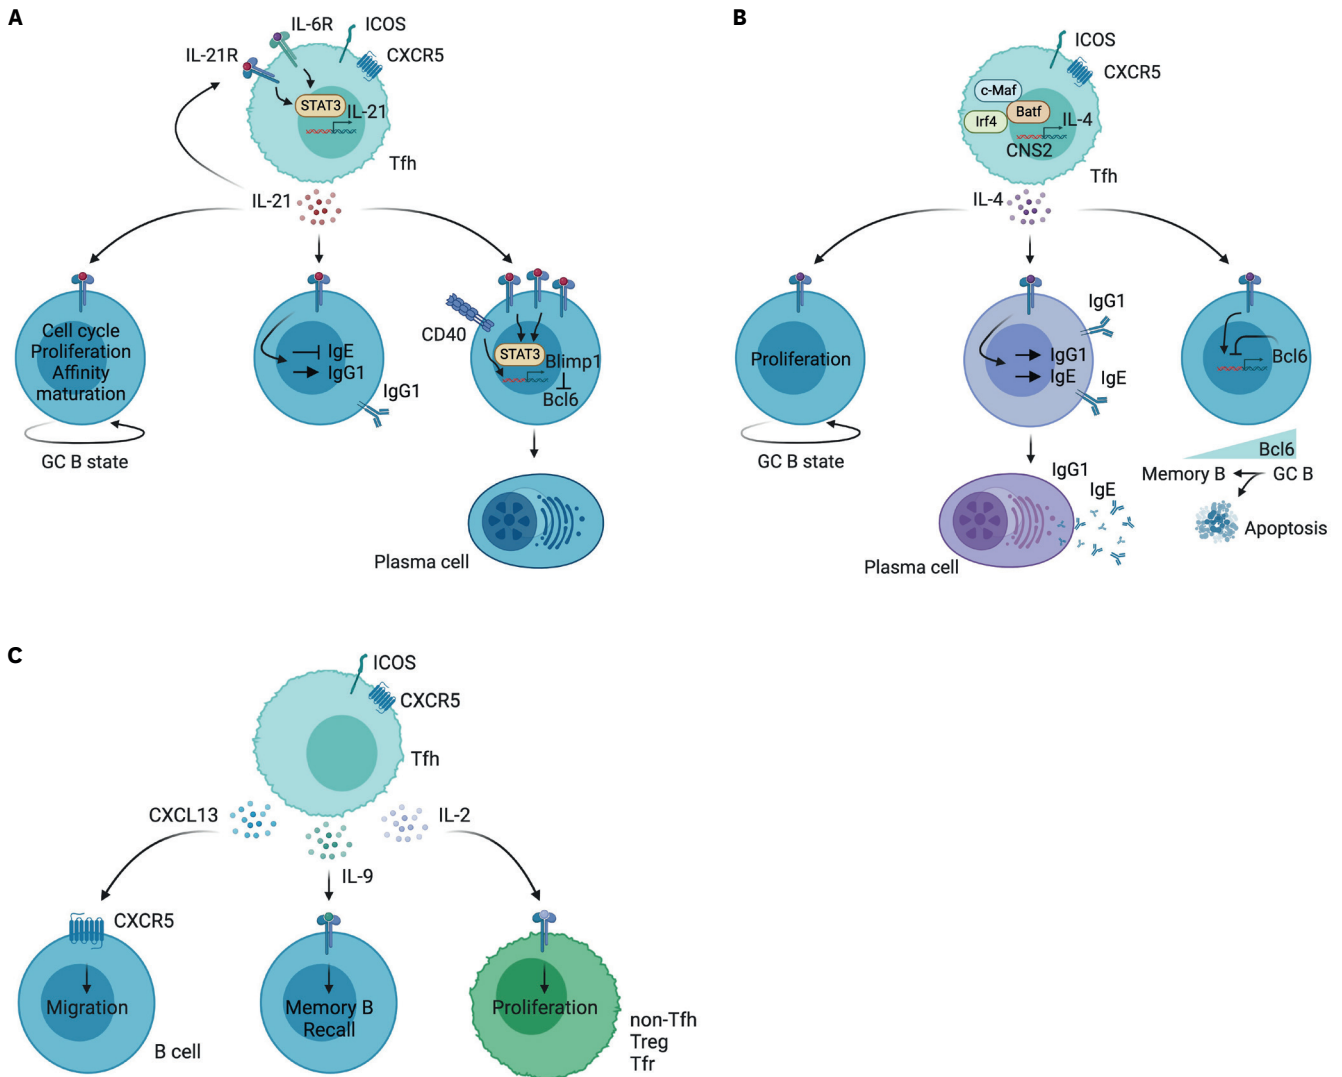 A
IL-6R
ICOS
IL-21R
CXCR5
STAT3
IL-21
Tfh
IL-21
Cell cycle
Proliferation
Affinity
maturation
GC B state
IgE
IgG1
IgG1
CD40
STAT3
Blimp1
Bcl6
Plasma cell
B
ICOS
CXCR5
c-Maf
Batf
Irf4
IL-4
CNS2
Tfh
IL-4
Proliferation
GC B state
IgG1
IgG1
IgE
IgE
IgG1
IgE
Plasma cell
Bcl6
Bcl6
Memory B
GC B
Apoptosis
C
ICOS
CXCR5
Tfh
CXCL13
IL-2
IL-9
CXCR5
Migration
B cell
Memory B
Recall
Proliferation
non-Tfh
Treg
Tfr